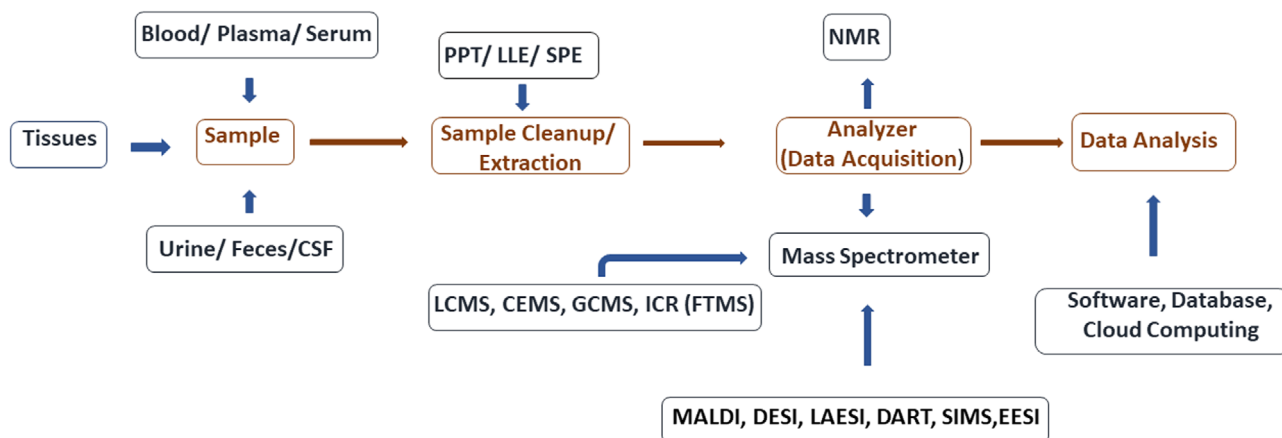 Blood/ Plasma/ Serum
PPT/ LLE/ SPE
NMR
Tissues
Sample
Sample Cleanup/
Extraction
Analyzer
(Data Acquisition)
Data Analysis
Urine/ Feces/CSF
Mass Spectrometer
LCMS, CEMS, GCMS, ICR (FTMS)
Software, Database,
Cloud Computing
MALDI, DESI, LAESI, DART, SIMS,EESI